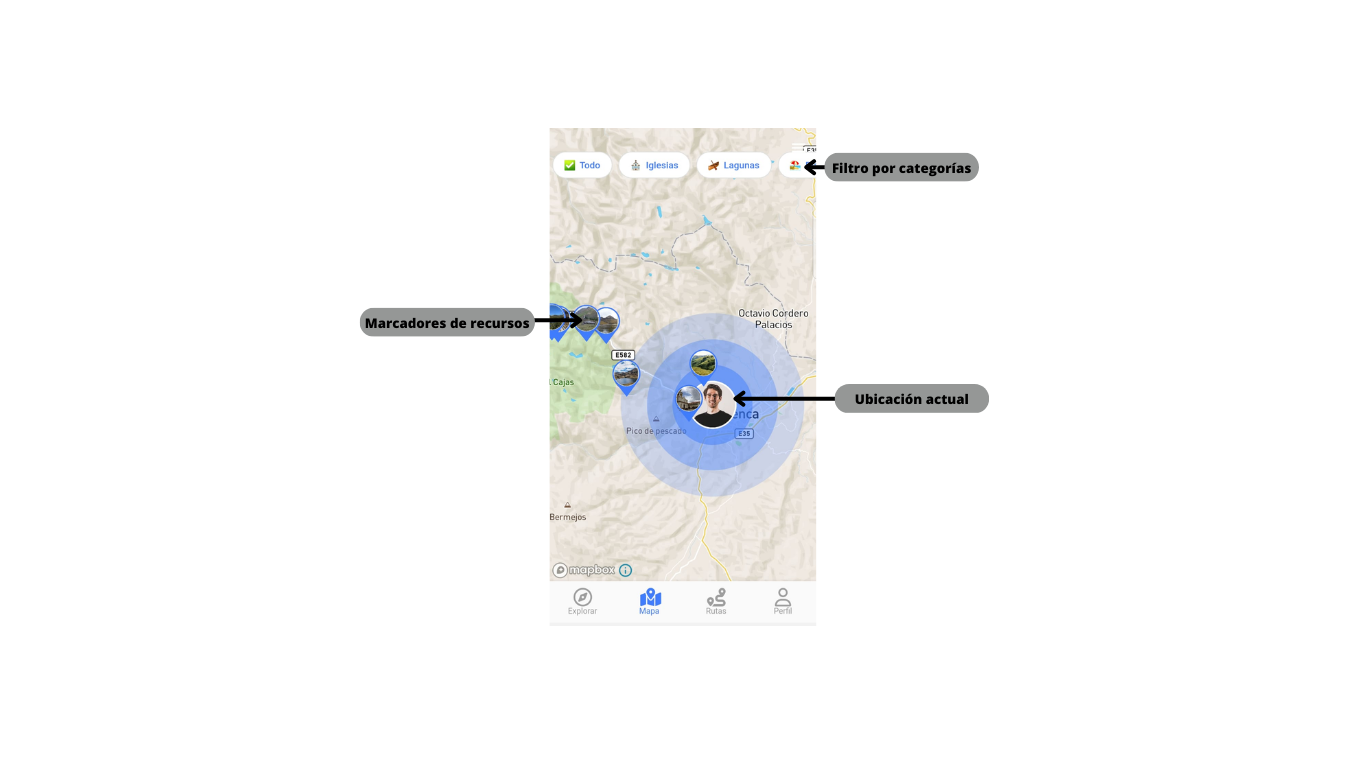 Todo
Iglesias
Lagunas
Filtro por categorías
Octavio Cordero
Palacios
Marcadores de recursos
E582
Cajas
Ubicación actual
Pico de pescado
E35
Bermejos
mapbox
Explorar
Mapa
Rutas
Perfil